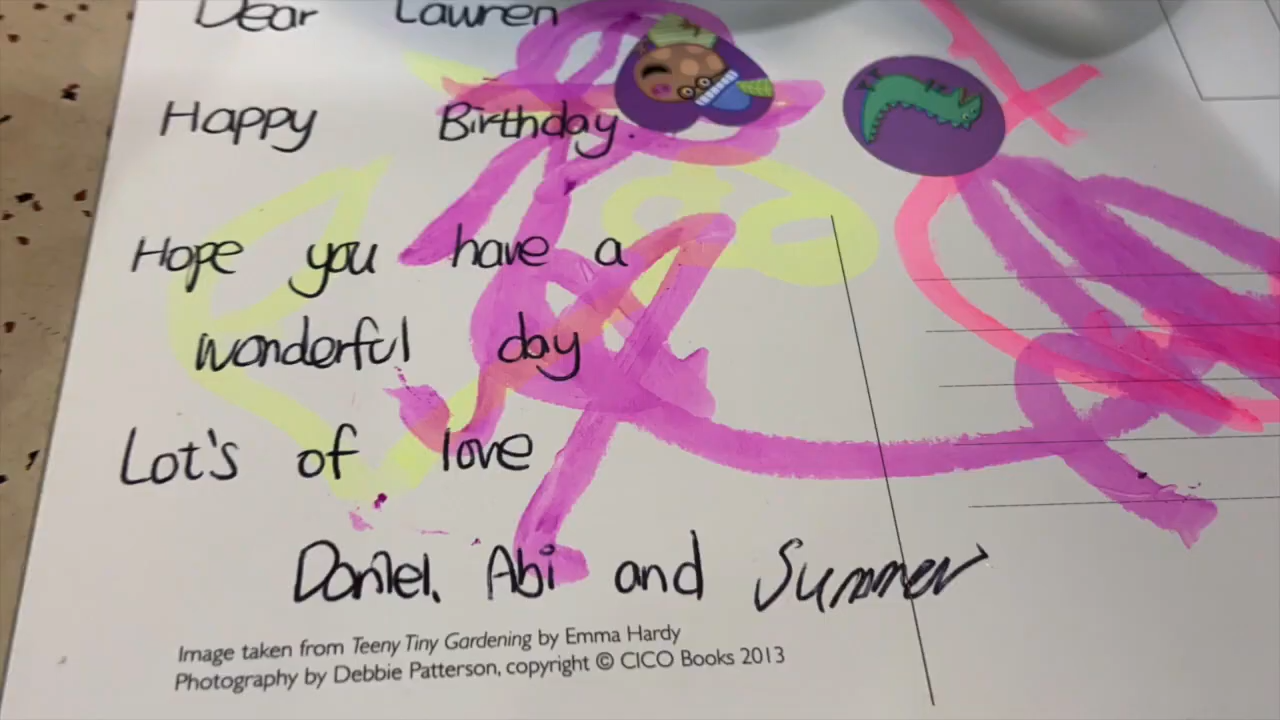 Dear Lauren
Happy Birthday.
Hope you have a
wonderful day
Lot's of love
Daniel, Abi and Summer
Image taken from Teeny Tiny Gardening by Emma Hardy
Photography by Debbie Patterson, copyright © CICO Books 2013